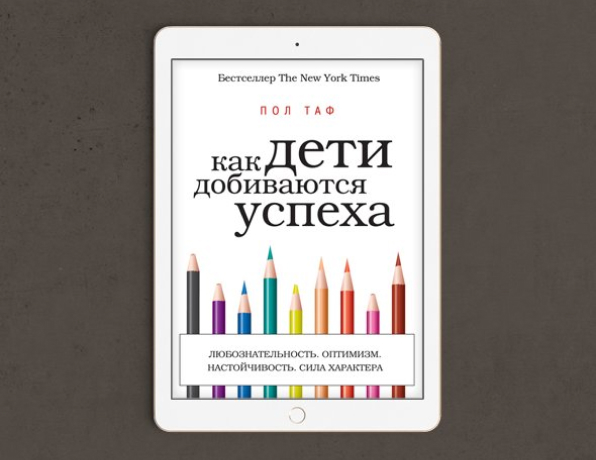 Бестселлер The New York Times
ПОЛ ТАФ
как дети
добиваются
успеха
ЛЮБОЗНАТЕЛЬНОСТЬ. ОПТИМИЗМ.
НАСТОЙЧИВОСТЬ. СИЛА ХАРАКТЕРА